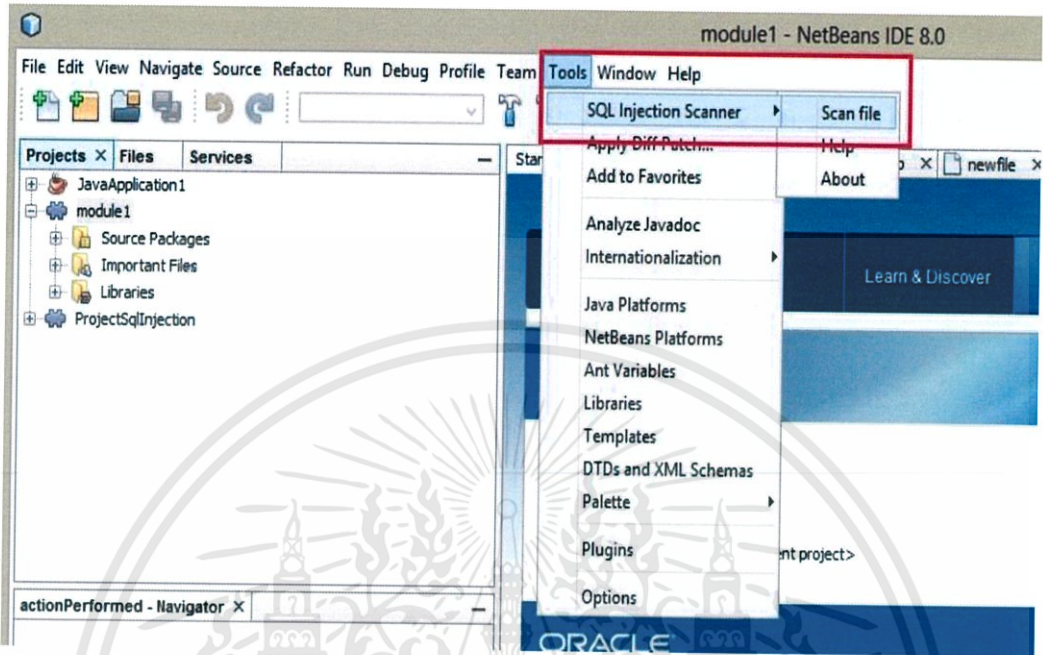 module1 - NetBeans IDE 8.0
File Edit View Navigate Source Refactor Run Debug Profile Team Tools Window Help
SQL Injection Scanner
Scan file
Help
About
Apply Diff Patch...
Add to Favorites
Analyze Javadoc
Internationalization
Java Platforms
NetBeans Platforms
Ant Variables
Libraries
Templates
DTDs and XML Schemas
Palette
Plugins
Options
Projects Files Services
newfile
JavaApplication1
module1
Source Packages
Important Files
Libraries
ProjectSqlInjection
Learn & Discover
project>
actionPerformed - Navigator
ORACLE